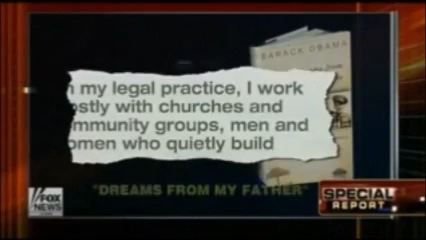 BARACK OBAMA
n my legal practice, I work
ostly with churches and
mmunity groups, men and
omen who quietly build
"DREAMS FROM MY FATHER"
FOX
NEWS
SPECIAL
REPORT